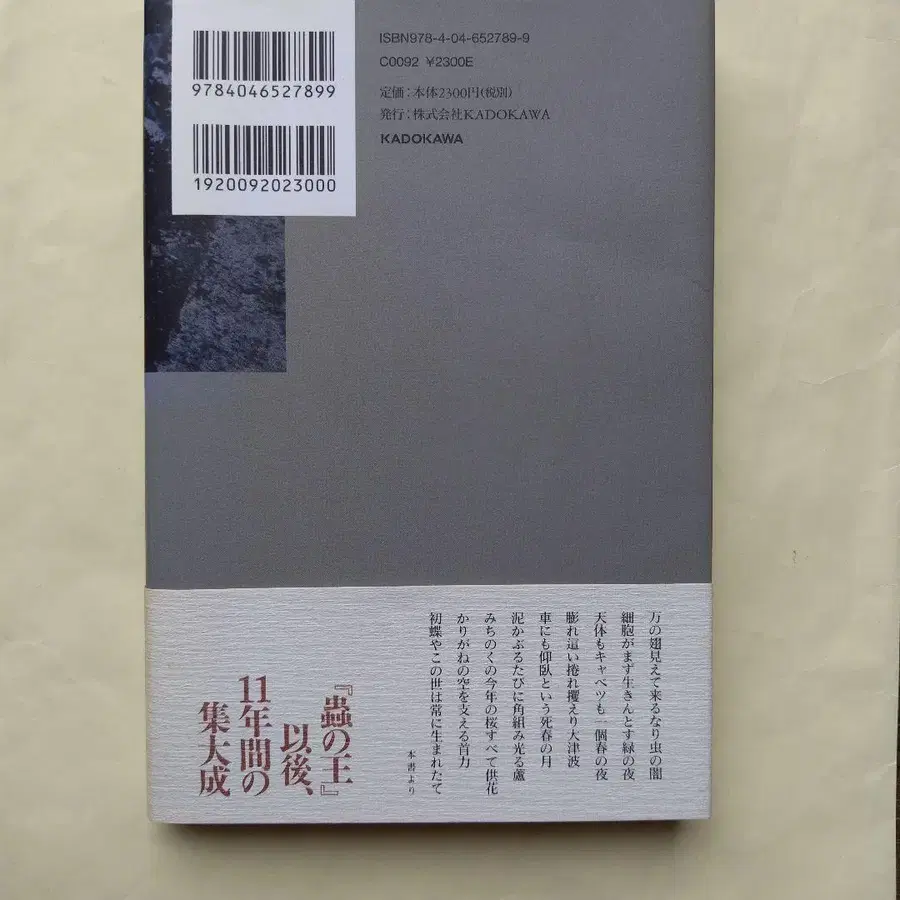 9784046527899
1920092023000
ISBN978-4-04-652789-9
C0092 ¥2300E
定価：本体2300円(税別)
発行：株式会社KADOKAWA
KADOKAWA
万の翅見えて来るなり虫の闇
細胞がまず生きんとす緑の夜
天体もキャベツも一個春の夜
膨れ這い捲れ攫えり大津波
車にも仰臥という死春の月
泥かぶるたびに角組み光る蘆
みちのくの今年の桜すべて供花
かりがねの空を支える首力
初蝶やこの世は常に生まれたて
本書より
『蟲の王』
以後、
11年間の
集大成